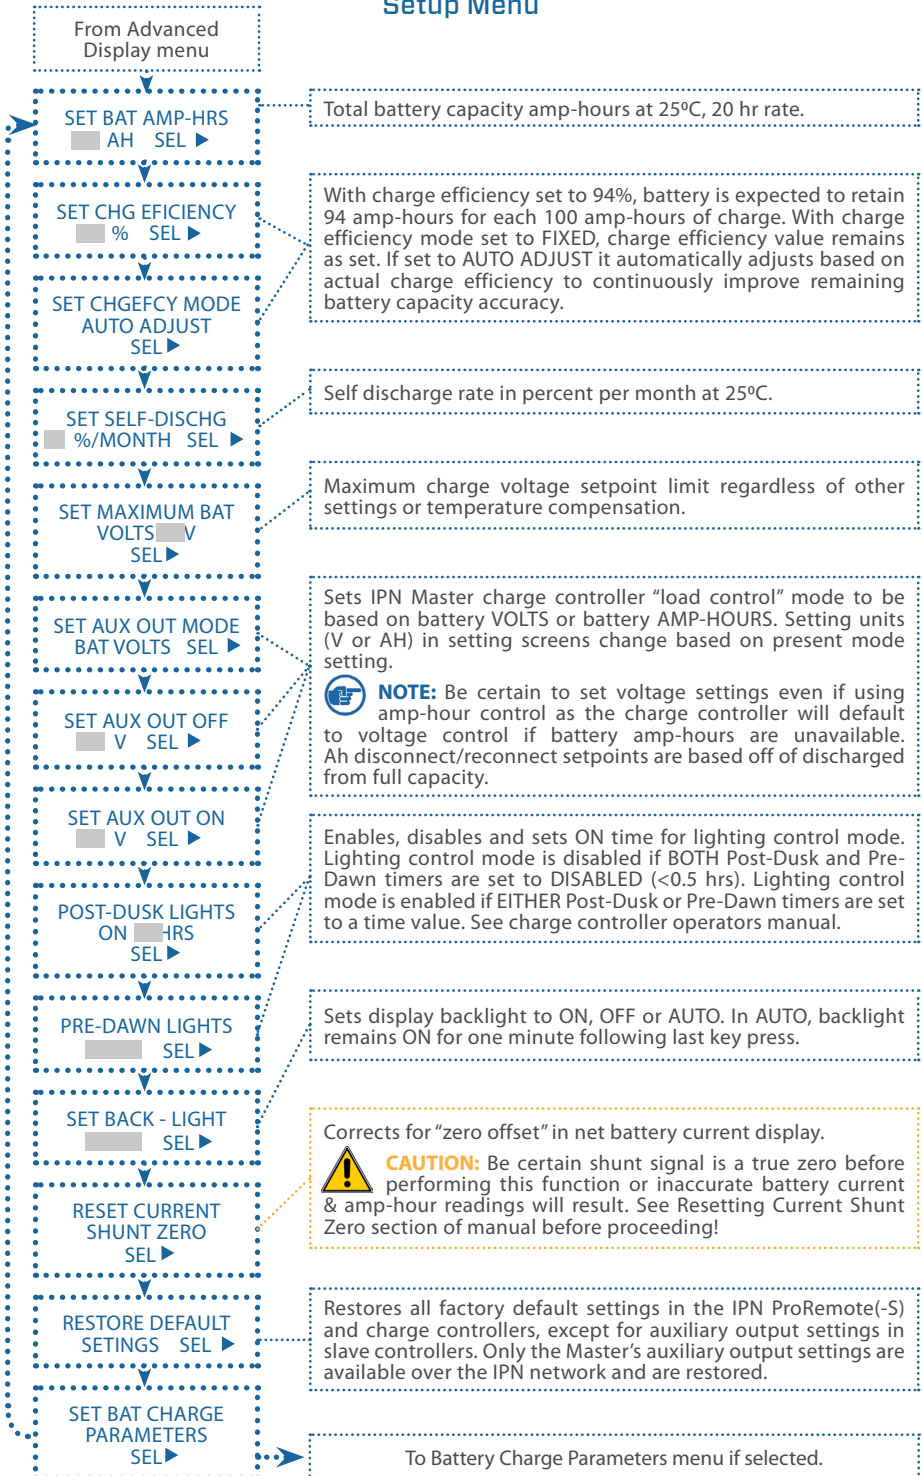 Setup Menu
From Advanced
Display menu
SET BAT AMP-HRS
AH SEL ▶
Total battery capacity amp-hours at 25ºC, 20 hr rate.
SET CHG EFICIENCY
% SEL ▶
SET CHGEFCY MODE
AUTO ADJUST
SEL ▶
With charge efficiency set to 94%, battery is expected to retain
94 amp-hours for each 100 amp-hours of charge. With charge
efficiency mode set to FIXED, charge efficiency value remains
as set. If set to AUTO ADJUST it automatically adjusts based on
actual charge efficiency to continuously improve remaining
battery capacity accuracy.
SET SELF-DISCHG
%/MONTH SEL ▶
Self discharge rate in percent per month at 25ºC.
SET MAXIMUM BAT
VOLTS V
SEL ▶
Maximum charge voltage setpoint limit regardless of other
settings or temperature compensation.
SET AUX OUT MODE
BAT VOLTS SEL ▶
SET AUX OUT OFF
V SEL ▶
SET AUX OUT ON
V SEL ▶
Sets IPN Master charge controller “load control” mode to be
based on battery VOLTS or battery AMP-HOURS. Setting units
(V or AH) in setting screens change based on present mode
setting.
NOTE: Be certain to set voltage settings even if using
amp-hour control as the charge controller will default
to voltage control if battery amp-hours are unavailable.
Ah disconnect/reconnect setpoints are based off of discharged
from full capacity.
POST-DUSK LIGHTS
ON HRS
SEL ▶
PRE-DAWN LIGHTS
SEL ▶
Enables, disables and sets ON time for lighting control mode.
Lighting control mode is disabled if BOTH Post-Dusk and Pre-
Dawn timers are set to DISABLED (<0.5 hrs). Lighting control
mode is enabled if EITHER Post-Dusk or Pre-Dawn timers are set
to a time value. See charge controller operators manual.
SET BACK - LIGHT
SEL ▶
Sets display backlight to ON, OFF or AUTO. In AUTO, backlight
remains ON for one minute following last key press.
RESET CURRENT
SHUNT ZERO
SEL ▶
Corrects for “zero offset” in net battery current display.
CAUTION: Be certain shunt signal is a true zero before
performing this function or inaccurate battery current
& amp-hour readings will result. See Resetting Current Shunt
Zero section of manual before proceeding!
RESTORE DEFAULT
SETINGS SEL ▶
Restores all factory default settings in the IPN ProRemote(-S)
and charge controllers, except for auxiliary output settings in
slave controllers. Only the Master’s auxiliary output settings are
available over the IPN network and are restored.
SET BAT CHARGE
PARAMETERS
SEL ▶
To Battery Charge Parameters menu if selected.